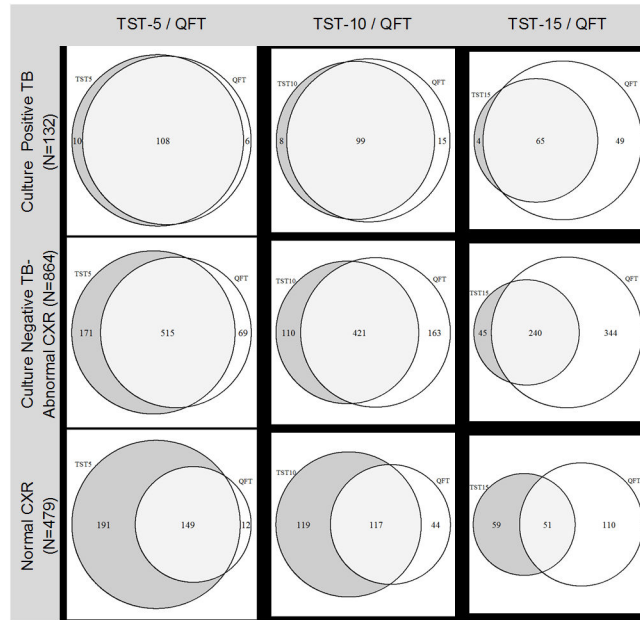 TST-5 / QFT
TST-10 / QFT
TST-15 / QFT
Culture Positive TB
(N=132)
TST5
QFT
10
108
6
TST10
QFT
8
99
15
TST15
QFT
4
65
49
Culture Negative TB-
Abnormal CXR (N=864)
TST5
QFT
171
515
69
TST10
QFT
110
421
163
TST15
QFT
45
240
344
Normal CXR
(N=479)
TST5
QFT
191
149
12
TST10
QFT
119
117
44
TST15
QFT
59
51
110